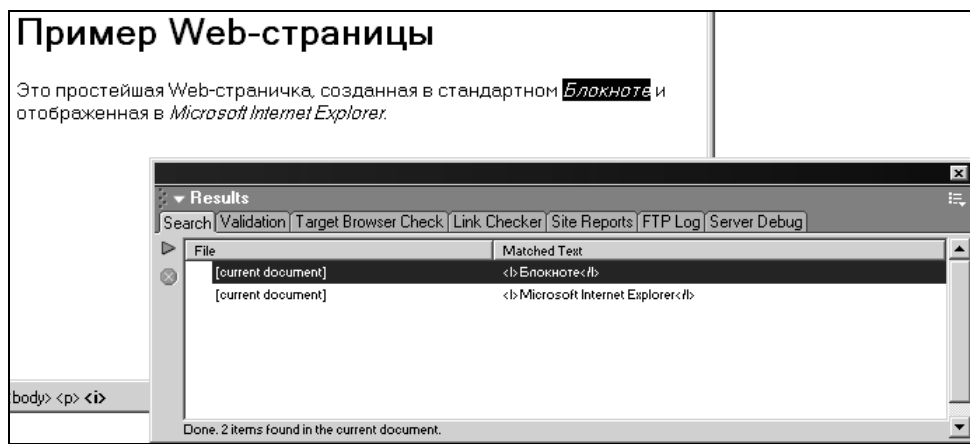 Пример Web-страницы
Это простейшая Web-страничка, созданная в стандартном Блокноте и
отображенная в Microsoft Internet Explorer.
Results
Search Validation Target Browser Check Link Checker Site Reports FTP Log Server Debug
File Matched Text
[current document] <I>Блокноте</I>
[current document] <I>Microsoft Internet Explorer</I>
body> <p> <i>
Done. 2 items found in the current document.